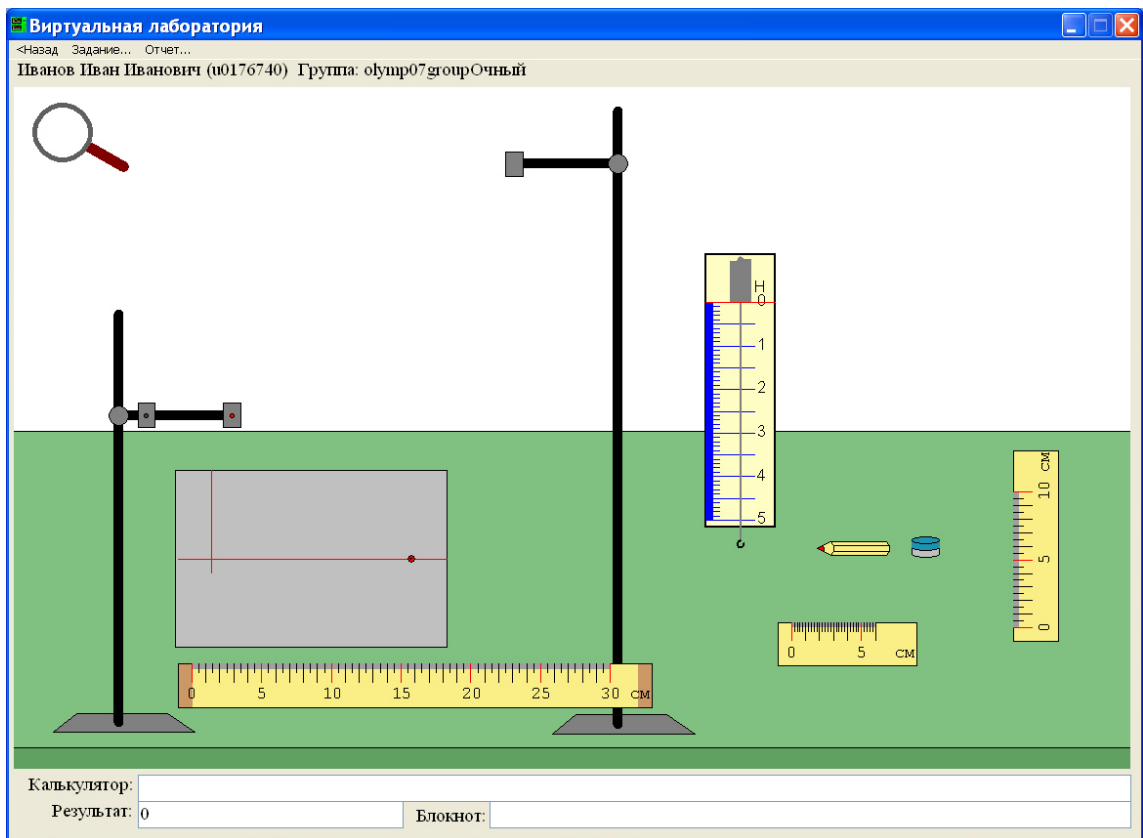 Виртуальная лаборатория
<Назад Задание... Отчет...
Иванов Иван Иванович (u0176740) Группа: olymp07groupОчный
Н
0
1
2
3
4
5
см
10
5
0
0 5 см
0 5 10 15 20 25 30 см
Калькулятор:
Результат: 0 Блокнот: